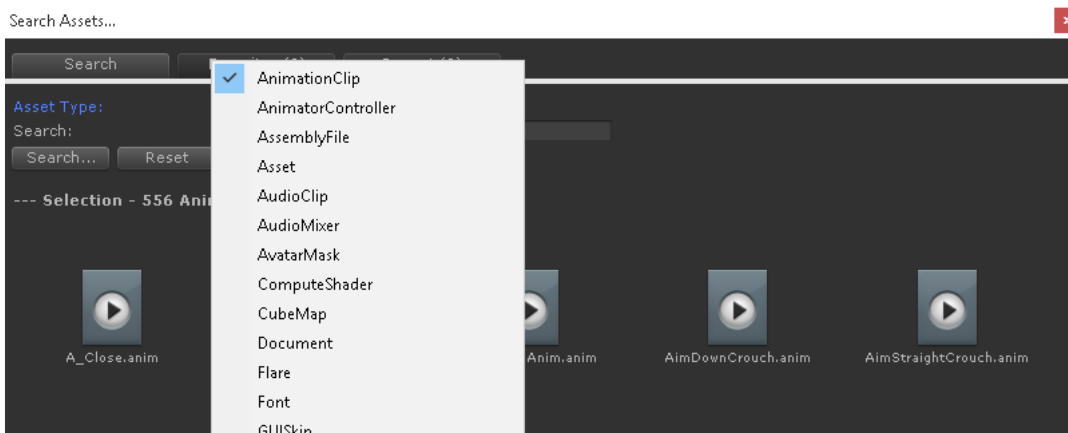 Search Assets...
Search
Asset Type:
Search:
Search... Reset
--- Selection - 556
AnimationClip
AnimatorController
AssemblyFile
Asset
AudioClip
AudioMixer
AvatarMask
ComputeShader
CubeMap
Document
Flare
Font
GUISkin
A_Close.anim
Anim.anim
AimDownCrouch.anim
AimStraightCrouch.anim